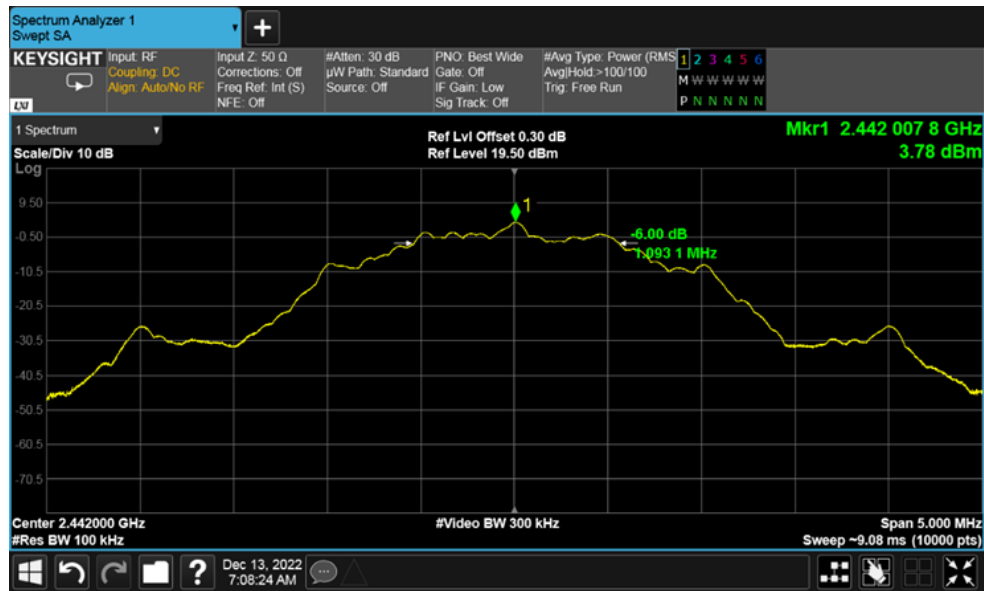 Spectrum Analyzer 1
Swept SA
+
KEYSIGHT
LXI
Input: RF
Coupling: DC
Align: Auto/No RF
Input Z: 50 Ω
Corrections: Off
Freq Ref: Int (S)
NFE: Off
#Atten: 30 dB
µW Path: Standard
Source: Off
PNO: Best Wide
Gate: Off
IF Gain: Low
Sig Track: Off
#Avg Type: Power (RMS
Avg|Hold:>100/100
Trig: Free Run
1 2 3 4 5 6
M W W W W W
P N N N N N
1 Spectrum
Scale/Div 10 dB
Log
Ref Lvl Offset 0.30 dB
Ref Level 19.50 dBm
Mkr1 2.442 007 8 GHz
3.78 dBm
9.50
-0.50
-10.5
-20.5
-30.5
-40.5
-50.5
-60.5
-70.5
1
-6.00 dB
1.093 1 MHz
Center 2.442000 GHz
#Res BW 100 kHz
#Video BW 300 kHz
Span 5.000 MHz
Sweep ~9.08 ms (10000 pts)
?
Dec 13, 2022
7:08:24 AM